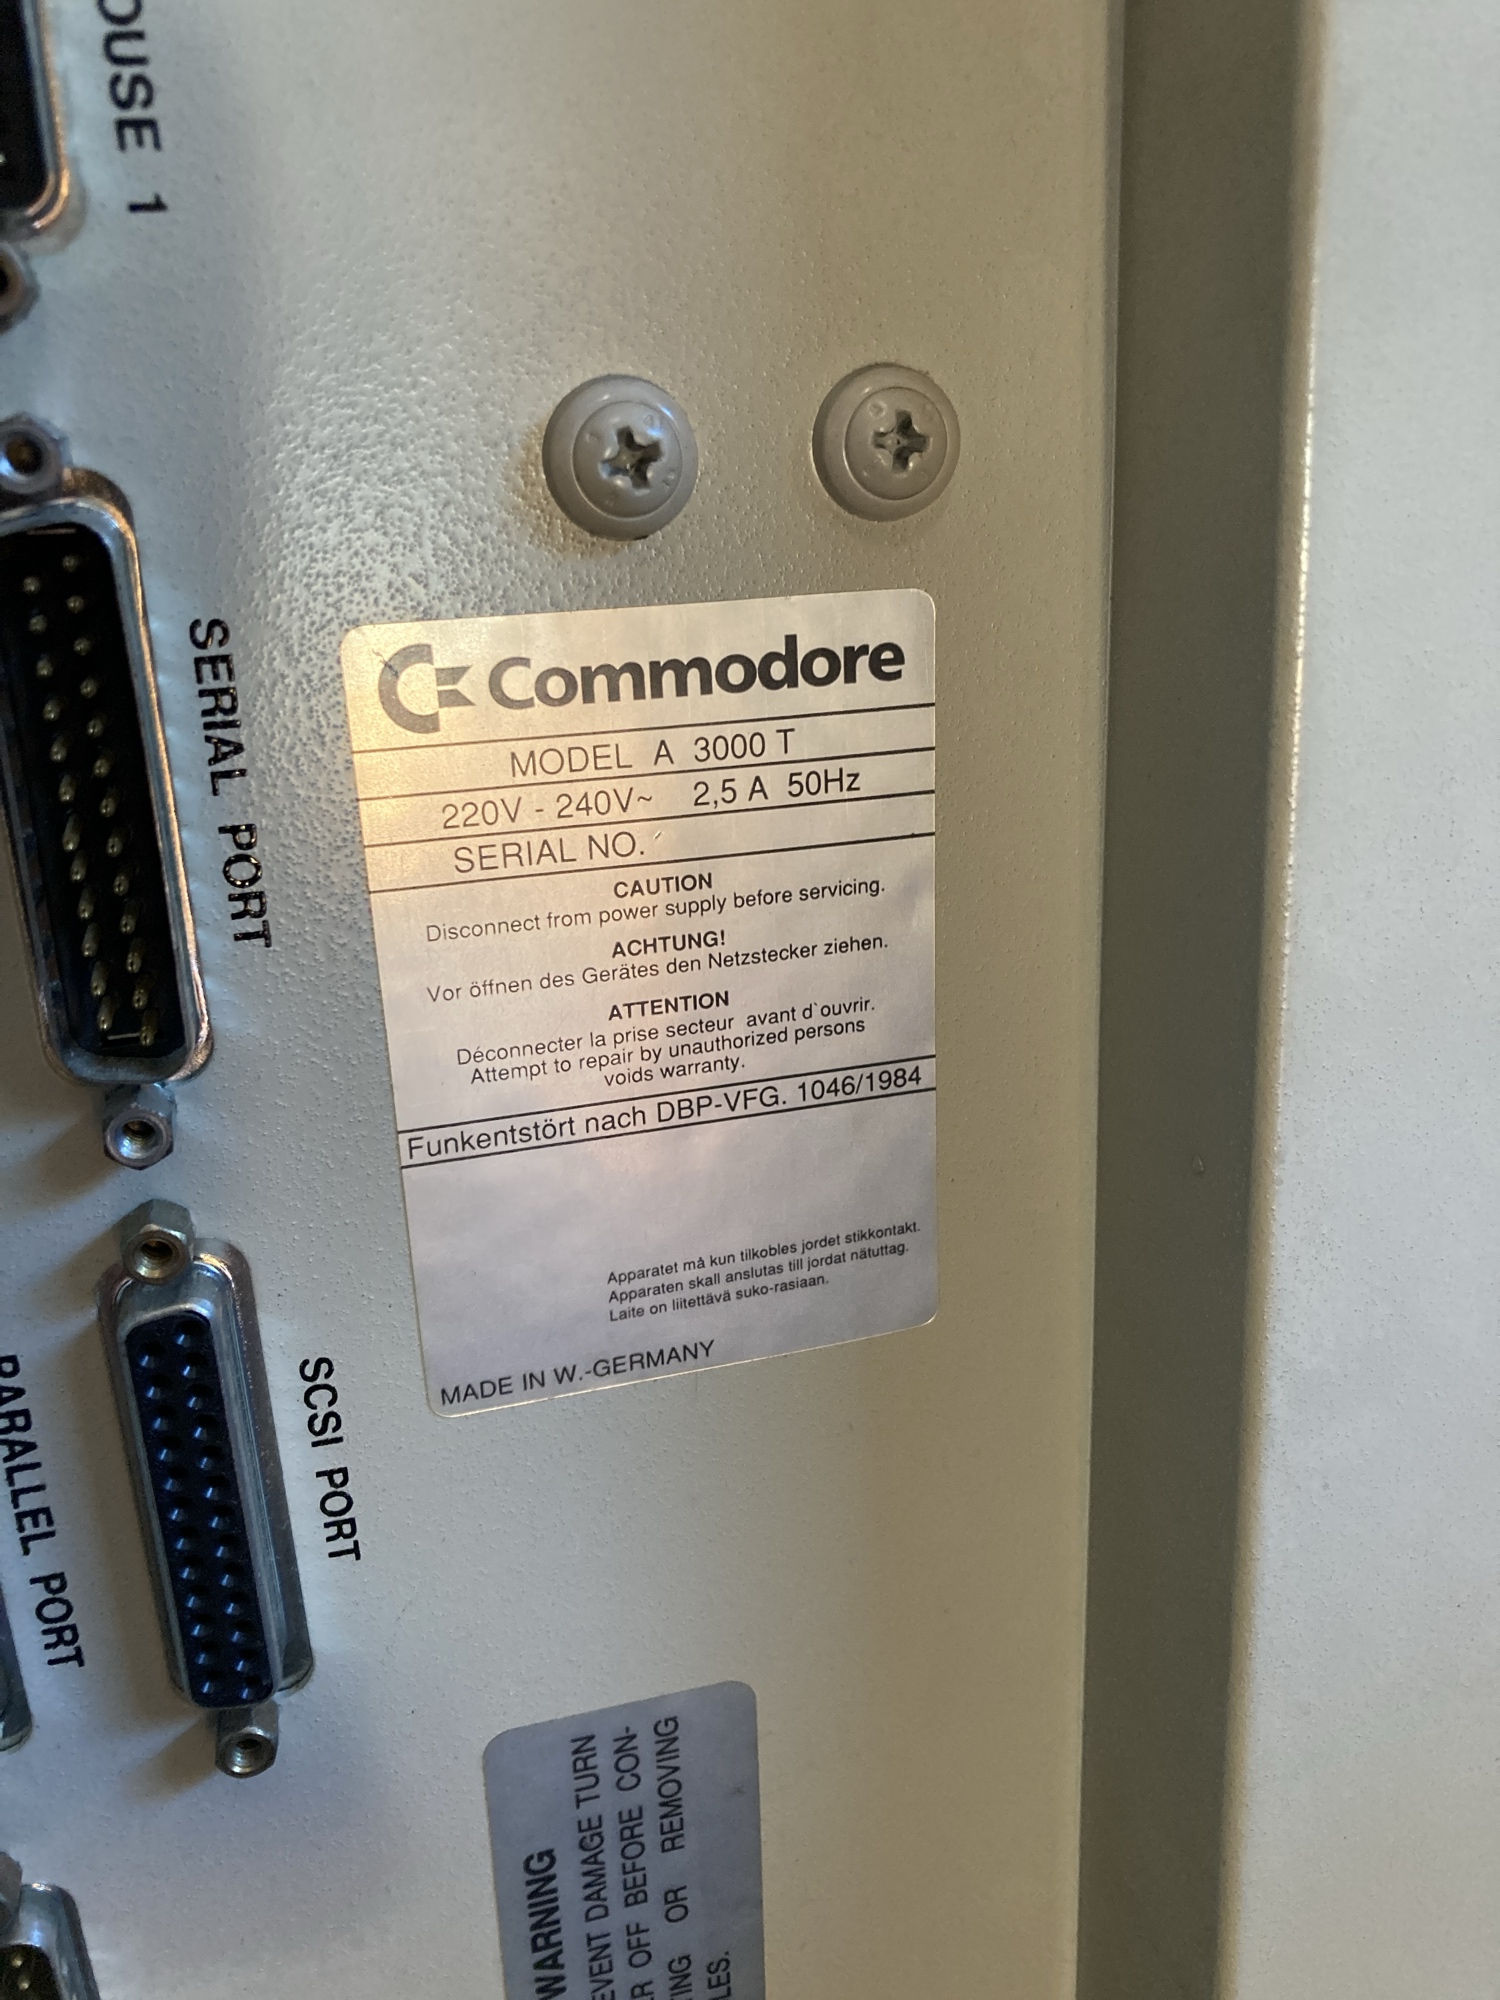 OUSE 1
SERIAL PORT
SCSI PORT
PARALLEL PORT
Commodore
MODEL A 3000 T
220V - 240V~ 2,5 A 50Hz
SERIAL NO.
CAUTION
Disconnect from power supply before servicing.
ACHTUNG!
Vor öffnen des Gerätes den Netzstecker ziehen.
ATTENTION
Déconnecter la prise secteur avant d`ouvrir.
Attempt to repair by unauthorized persons
voids warranty.
Funkentstört nach DBP-VFG. 1046/1984
Apparatet må kun tilkobles jordet stikkontakt.
Apparaten skall anslutas till jordat nätuttag.
Laite on liitettävä suko-rasiaan.
MADE IN W.-GERMANY
WARNING
EVENT DAMAGE TURN
R OFF BEFORE CON-
TING OR REMOVING
LES.